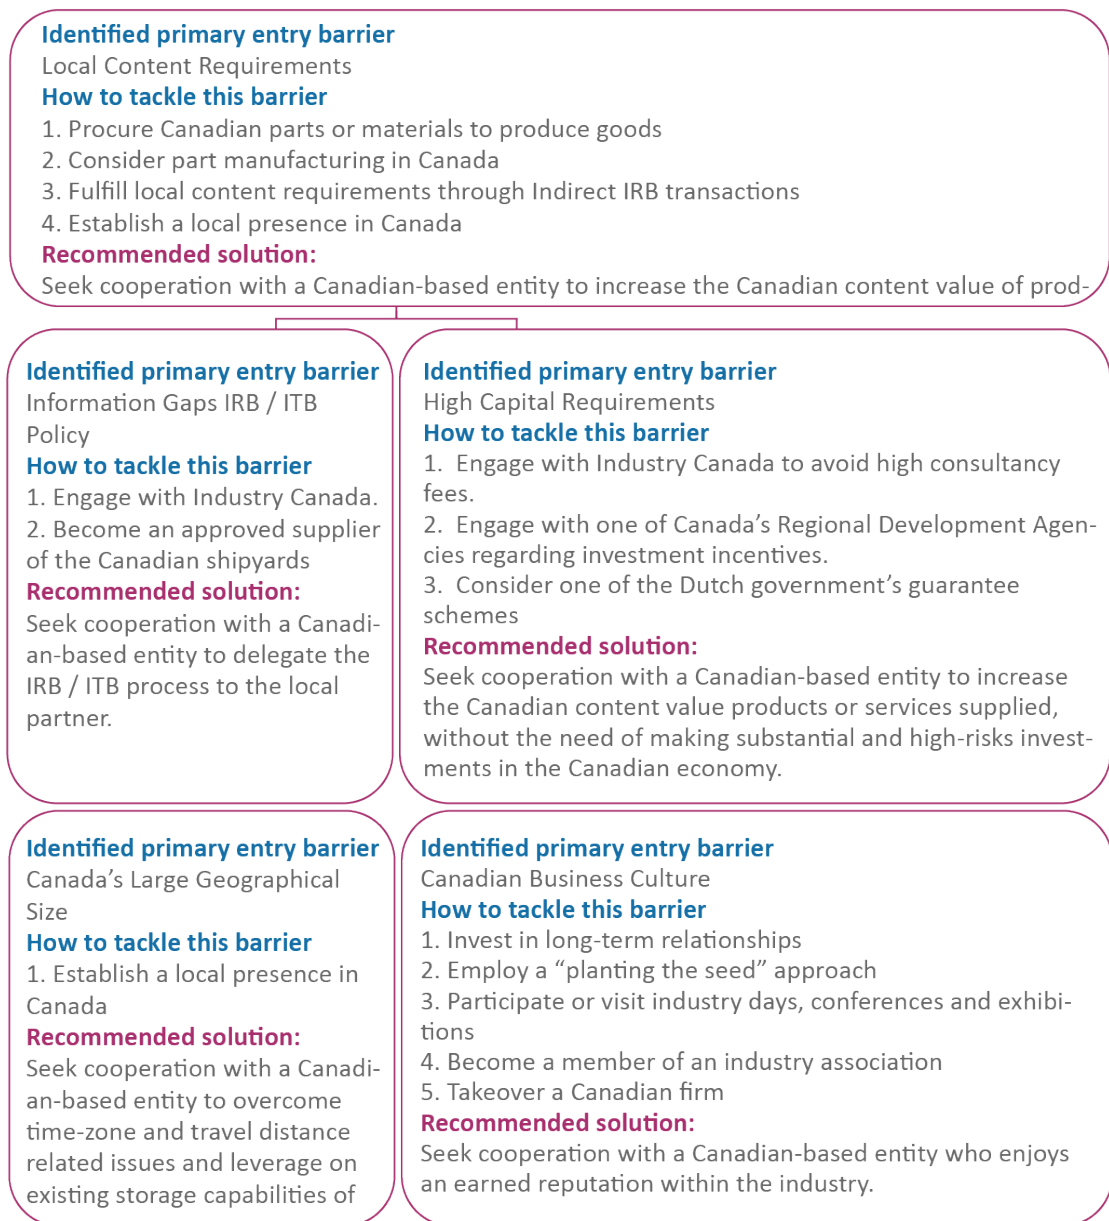 Identified primary entry barrier
Local Content Requirements
How to tackle this barrier
1. Procure Canadian parts or materials to produce goods
2. Consider part manufacturing in Canada
3. Fulfill local content requirements through Indirect IRB transactions
4. Establish a local presence in Canada
Recommended solution:
Seek cooperation with a Canadian-based entity to increase the Canadian content value of prod-
Identified primary entry barrier
Information Gaps IRB / ITB
Policy
How to tackle this barrier
1. Engage with Industry Canada.
2. Become an approved supplier
of the Canadian shipyards
Recommended solution:
Seek cooperation with a Canadi-
an-based entity to delegate the
IRB / ITB process to the local
partner.
Identified primary entry barrier
High Capital Requirements
How to tackle this barrier
1.  Engage with Industry Canada to avoid high consultancy
fees.
2.  Engage with one of Canada’s Regional Development Agen-
cies regarding investment incentives.
3.  Consider one of the Dutch government’s guarantee
schemes
Recommended solution:
Seek cooperation with a Canadian-based entity to increase
the Canadian content value products or services supplied,
without the need of making substantial and high-risks invest-
ments in the Canadian economy.
Identified primary entry barrier
Canada’s Large Geographical
Size
How to tackle this barrier
1. Establish a local presence in
Canada
Recommended solution:
Seek cooperation with a Canadi-
an-based entity to overcome
time-zone and travel distance
related issues and leverage on
existing storage capabilities of
Identified primary entry barrier
Canadian Business Culture
How to tackle this barrier
1. Invest in long-term relationships
2. Employ a “planting the seed” approach
3. Participate or visit industry days, conferences and exhibi-
tions
4. Become a member of an industry association
5. Takeover a Canadian firm
Recommended solution:
Seek cooperation with a Canadian-based entity who enjoys
an earned reputation within the industry.